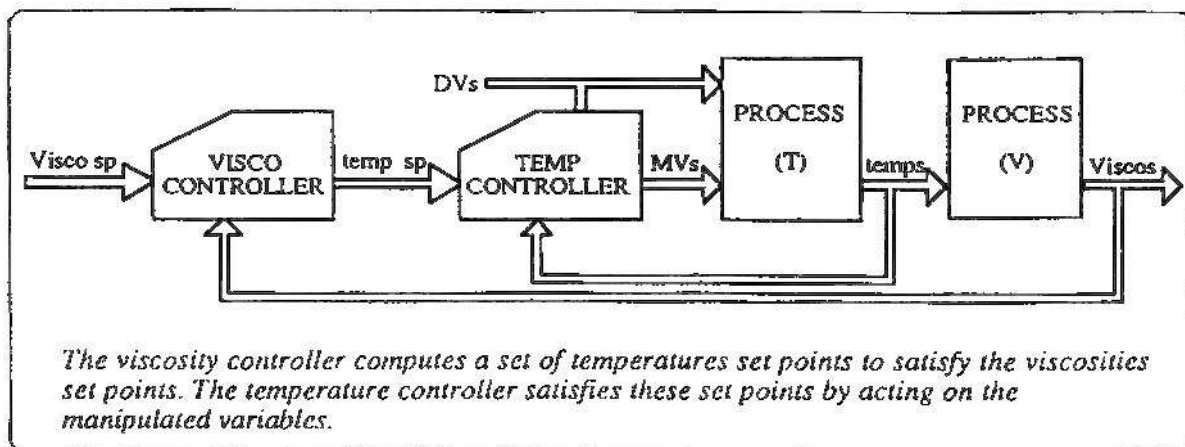 DVs
PROCESS
(T)
PROCESS
(V)
Visco sp
VISCO
CONTROLLER
temp sp
TEMP
CONTROLLER
MVs
temps
Viscos
The viscosity controller computes a set of temperatures set points to satisfy the viscosities
set points. The temperature controller satisfies these set points by acting on the
manipulated variables.